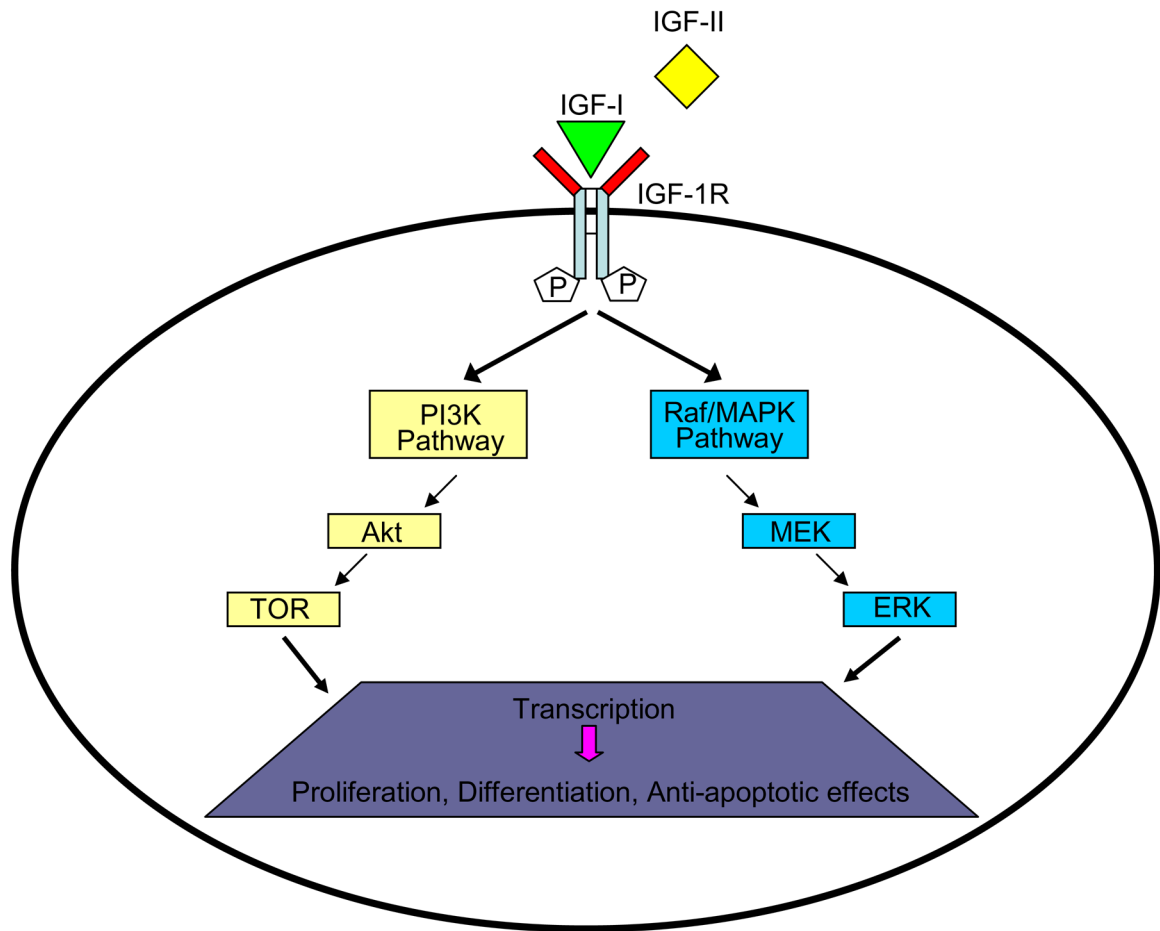 IGF-II
IGF-I
IGF-1R
P
P
PI3K
Pathway
Raf/MAPK
Pathway
Akt
MEK
TOR
ERK
Transcription
Proliferation, Differentiation, Anti-apoptotic effects